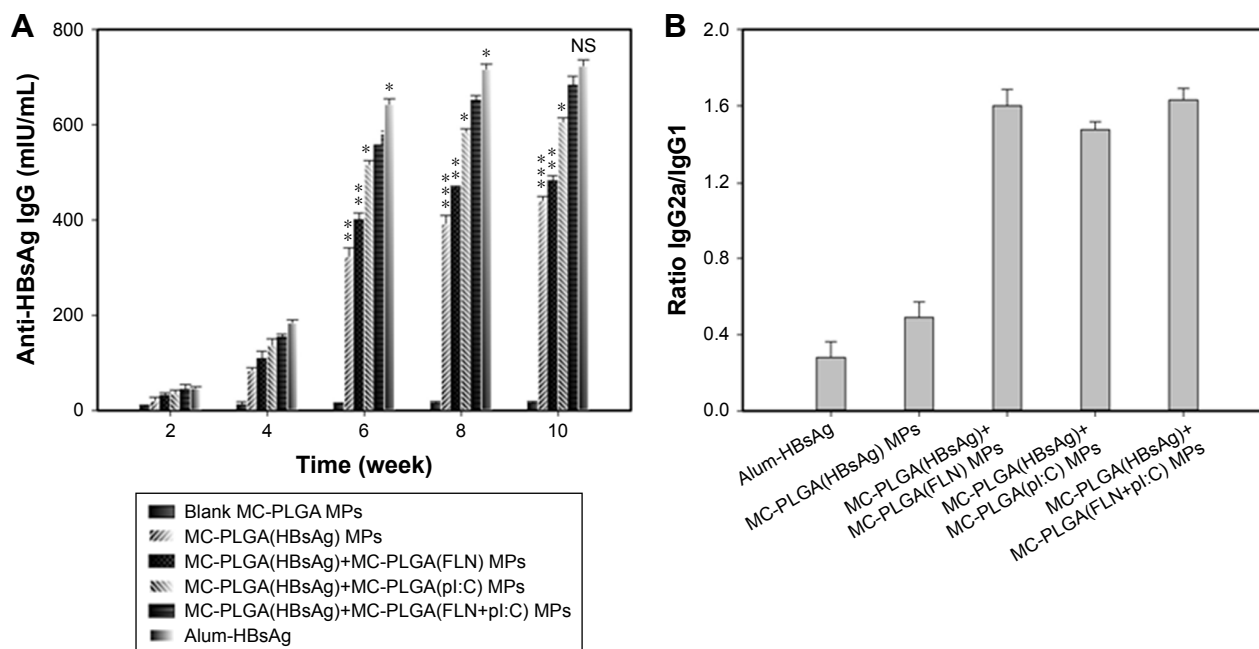 A
Anti-HBsAg IgG (mIU/mL)
800
600
400
200
0
**
**
*
*
***
**
*
*
***
**
*
NS
2 4 6 8 10
Time (week)
Blank MC-PLGA MPs
MC-PLGA(HBsAg) MPs
MC-PLGA(HBsAg)+MC-PLGA(FLN) MPs
MC-PLGA(HBsAg)+MC-PLGA(pI:C) MPs
MC-PLGA(HBsAg)+MC-PLGA(FLN+pI:C) MPs
Alum-HBsAg
B
Ratio IgG2a/IgG1
2.0
1.6
1.2
0.8
0.4
0.0
Alum-HBsAg
MC-PLGA(HBsAg) MPs
MC-PLGA(HBsAg)+
MC-PLGA(FLN) MPs
MC-PLGA(HBsAg)+
MC-PLGA(pI:C) MPs
MC-PLGA(HBsAg)+
MC-PLGA(FLN+pI:C) MPs